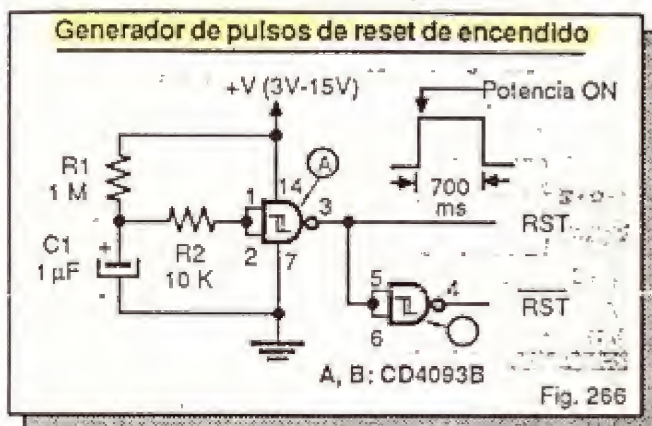 Generador de pulsos de reset de encendido
+V (3V-15V)
Potencia ON
R1
1 M
A
1
14
3
700
ms
RST
C1
+
1 µF
R2
10 K
2
7
5
4
RST
6
A, B: CD4093B
Fig. 266